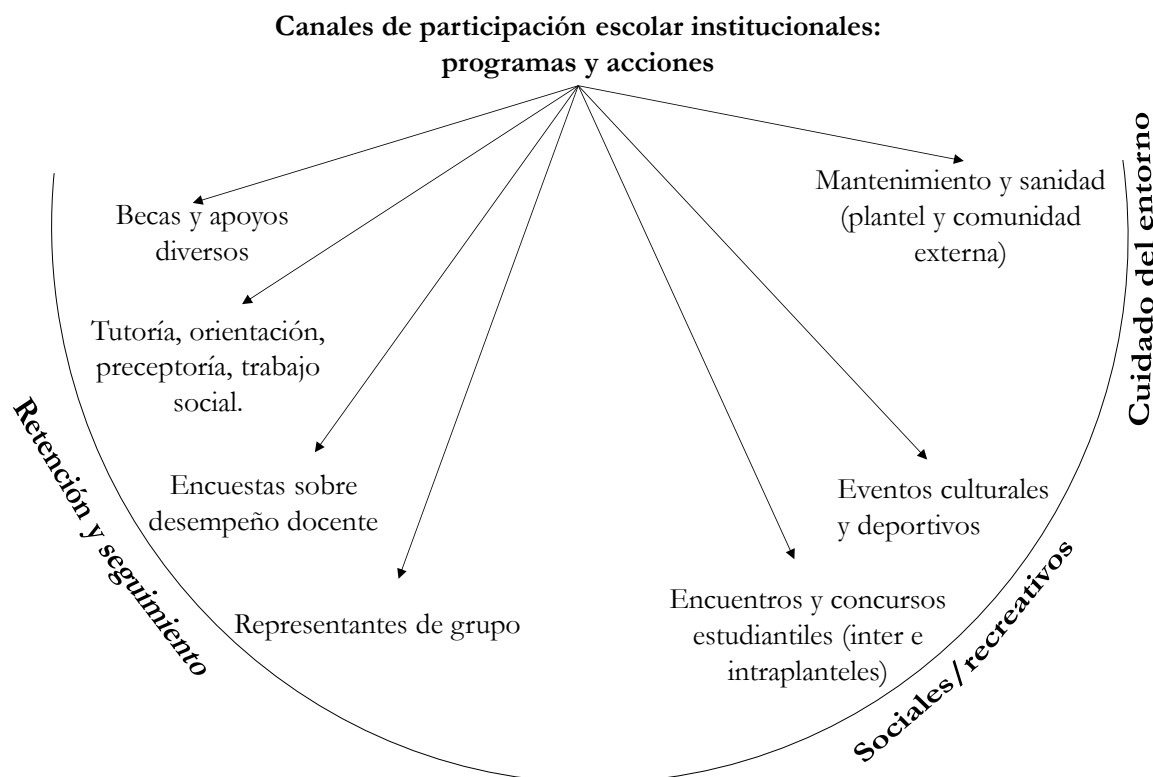 Canales de participación escolar institucionales:
programas y acciones
Becas y apoyos
diversos
Tutoría, orientación,
preceptoría, trabajo
social.
Encuestas sobre
desempeño docente
Representantes de grupo
Encuentros y concursos
estudiantiles (inter e
intraplanteles)
Eventos culturales
y deportivos
Mantenimiento y sanidad
(plantel y comunidad
externa)
Retención y seguimiento
Sociales/recreativos
Cuidado del entorno